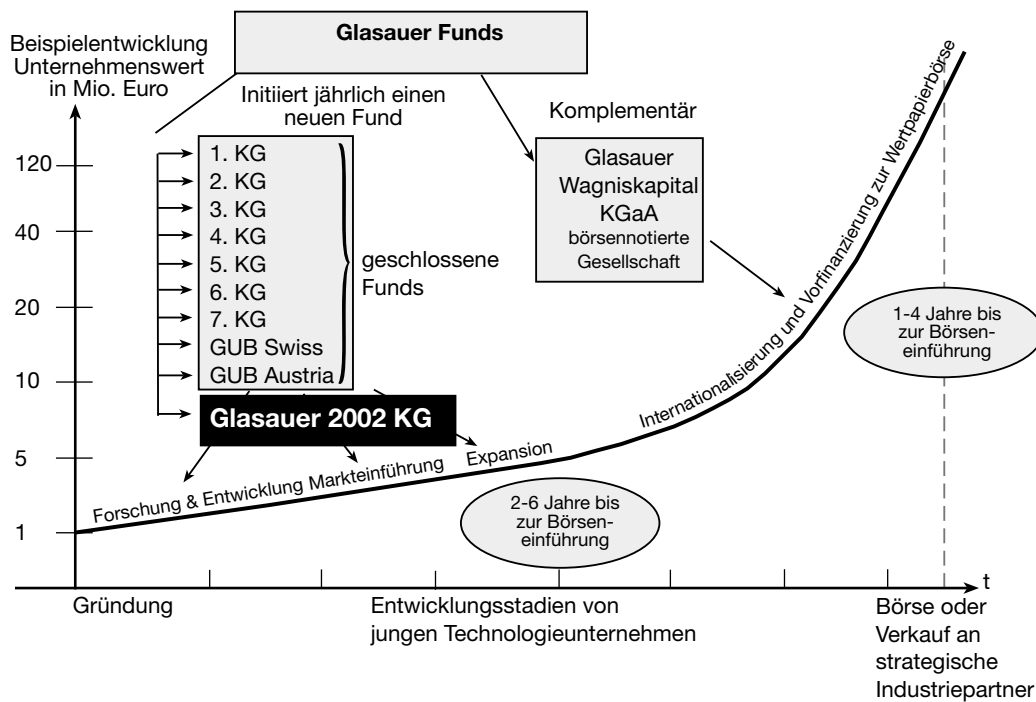 Glasauer Funds
Beispielentwicklung
Unternehmenswert
in Mio. Euro
Initiiert jährlich einen
neuen Fund
Komplementär
1. KG
2. KG
3. KG
4. KG
5. KG
6. KG
7. KG
GUB Swiss
GUB Austria
geschlossene
Funds
Glasauer 2002 KG
Glasauer
Wagniskapital
KGaA
börsennotierte
Gesellschaft
120
40
20
10
5
1
Forschung & Entwicklung Markteinführung Expansion
Internationalisierung und Vorfinanzierung zur Wertpapierbörse
1-4 Jahre bis
zur Börsen-
einführung
2-6 Jahre bis
zur Börsen-
einführung
t
Gründung
Entwicklungsstadien von
jungen Technologieunternehmen
Börse oder
Verkauf an
strategische
Industriepartner